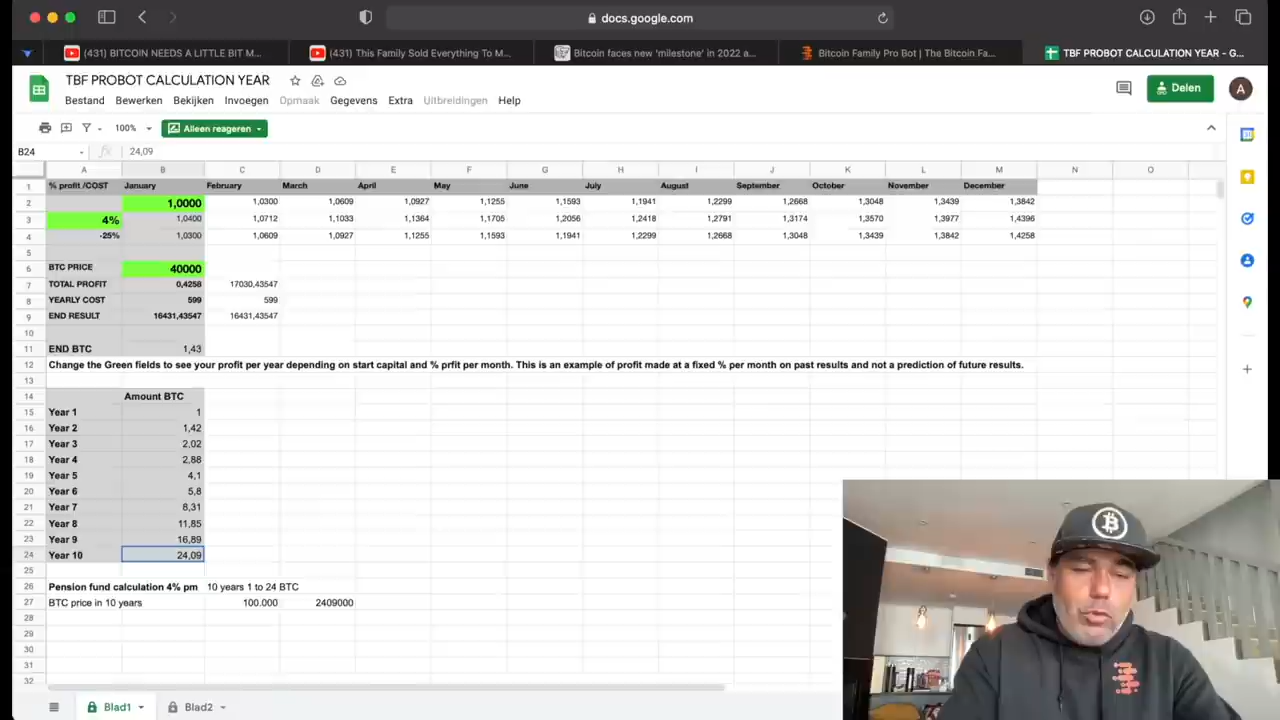 docs.google.com
(431) BITCOIN NEEDS A LITTLE BIT M...
(431) This Family Sold Everything To M...
Bitcoin faces new 'milestone' in 2022 a...
Bitcoin Family Pro Bot | The Bitcoin Fa...
TBF PROBOT CALCULATION YEAR - G...
TBF PROBOT CALCULATION YEAR
Delen
A
Bestand Bewerken Bekijken Invoegen Opmaak Gegevens Extra Uitbreidingen Help
100% Alleen reageren
B24 fx 24,09
A B C D E F G H I J K L M N O
1 % profit /COST January February March April May June July August September October November December
2 1,0000 1,0300 1,0609 1,0927 1,1255 1,1593 1,1941 1,2299 1,2668 1,3048 1,3439 1,3842
3 4% 1,0400 1,0712 1,1033 1,1364 1,1705 1,2056 1,2418 1,2791 1,3174 1,3570 1,3977 1,4396
4 -25% 1,0300 1,0609 1,0927 1,1255 1,1593 1,1941 1,2299 1,2668 1,3048 1,3439 1,3842 1,4258
5
6 BTC PRICE 40000
7 TOTAL PROFIT 0,4258 17030,43547
8 YEARLY COST 599 599
9 END RESULT 16431,43547 16431,43547
10
11 END BTC 1,43
12 Change the Green fields to see your profit per year depending on start capital and % prfit per month. This is an example of profit made at a fixed % per month on past results and not a prediction of future results.
13
14 Amount BTC
15 Year 1 1
16 Year 2 1,42
17 Year 3 2,02
18 Year 4 2,88
19 Year 5 4,1
20 Year 6 5,8
21 Year 7 8,31
22 Year 8 11,85
23 Year 9 16,89
24 Year 10 24,09
25
26 Pension fund calculation 4% pm 10 years 1 to 24 BTC
27 BTC price in 10 years 100.000 2409000
28
29
30
31
32
Blad1 Blad2